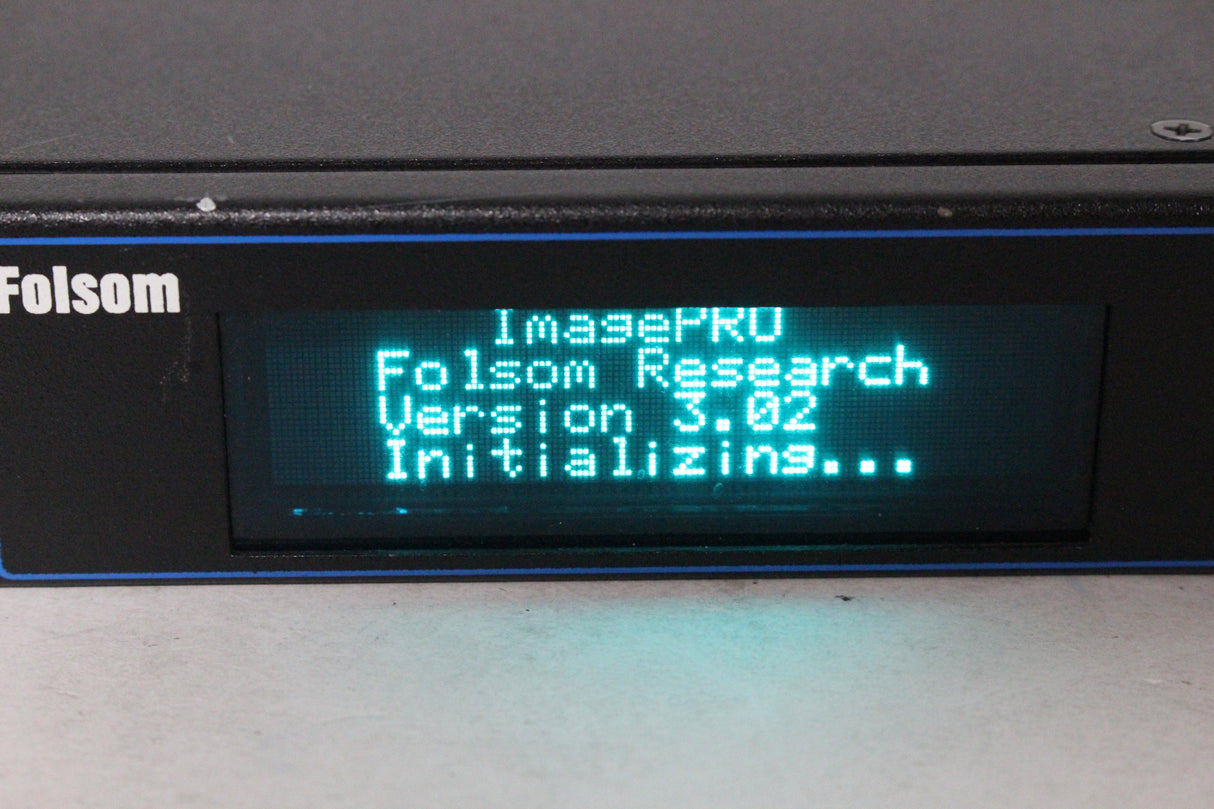 Folsom
ImagePRO
Folsom Research
Version 3.02
Initializing...